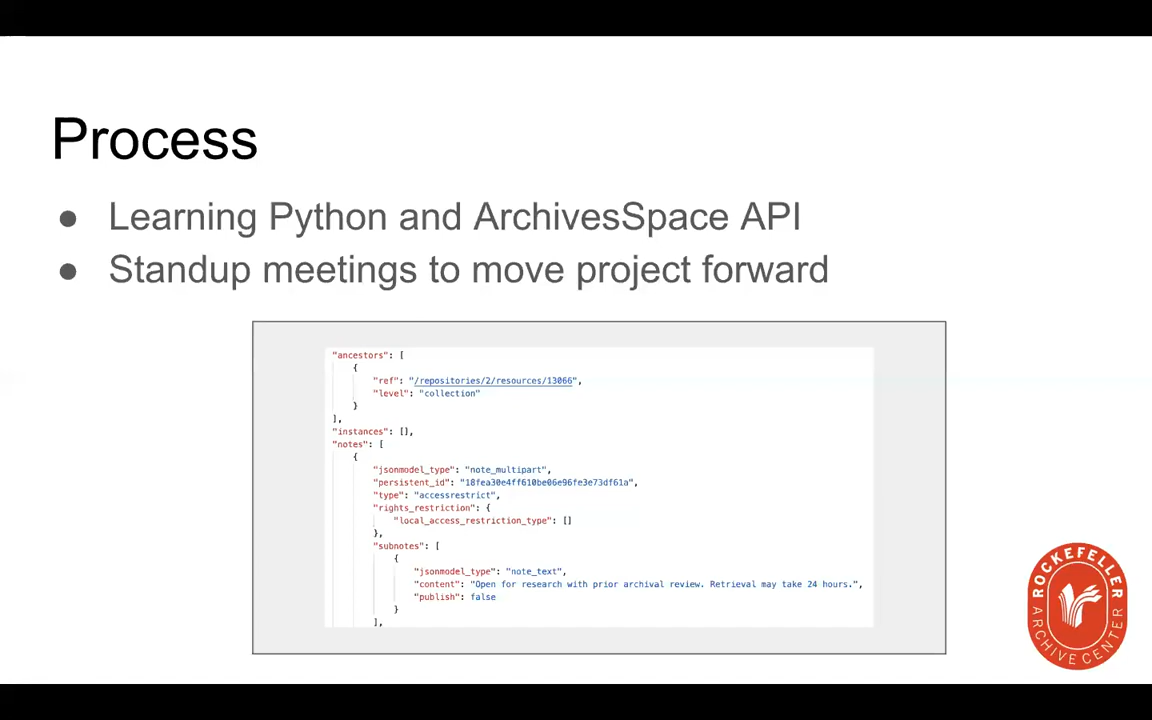 Process
● Learning Python and ArchivesSpace API
● Standup meetings to move project forward
"ancestors": [
{
"ref": "/repositories/2/resources/13066",
"level": "collection"
}
],
"instances": [],
"notes": [
{
"jsonmodel_type": "note_multipart",
"persistent_id": "18fea30e4ff610be06e96fe3e73df61a",
"type": "accessrestrict",
"rights_restriction": {
"local_access_restriction_type": []
},
"subnotes": [
{
"jsonmodel_type": "note_text",
"content": "Open for research with prior archival review. Retrieval may take 24 hours.",
"publish": false
}
],
ROCKEFELLER
ARCHIVE CENTER